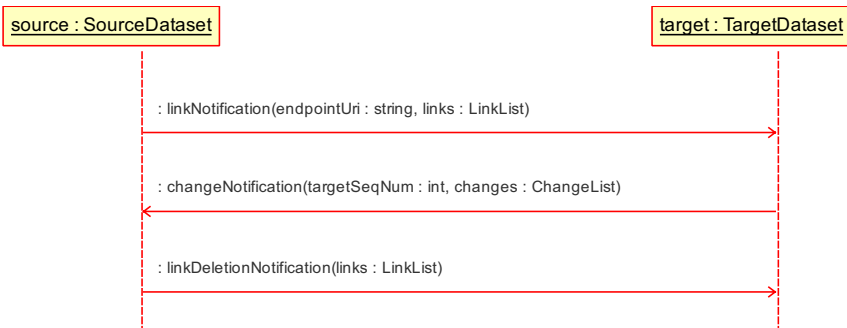 source : SourceDataset
target : TargetDataset
: linkNotification(endpointUri : string, links : LinkList)
: changeNotification(targetSeqNum : int, changes : ChangeList)
: linkDeletionNotification(links : LinkList)